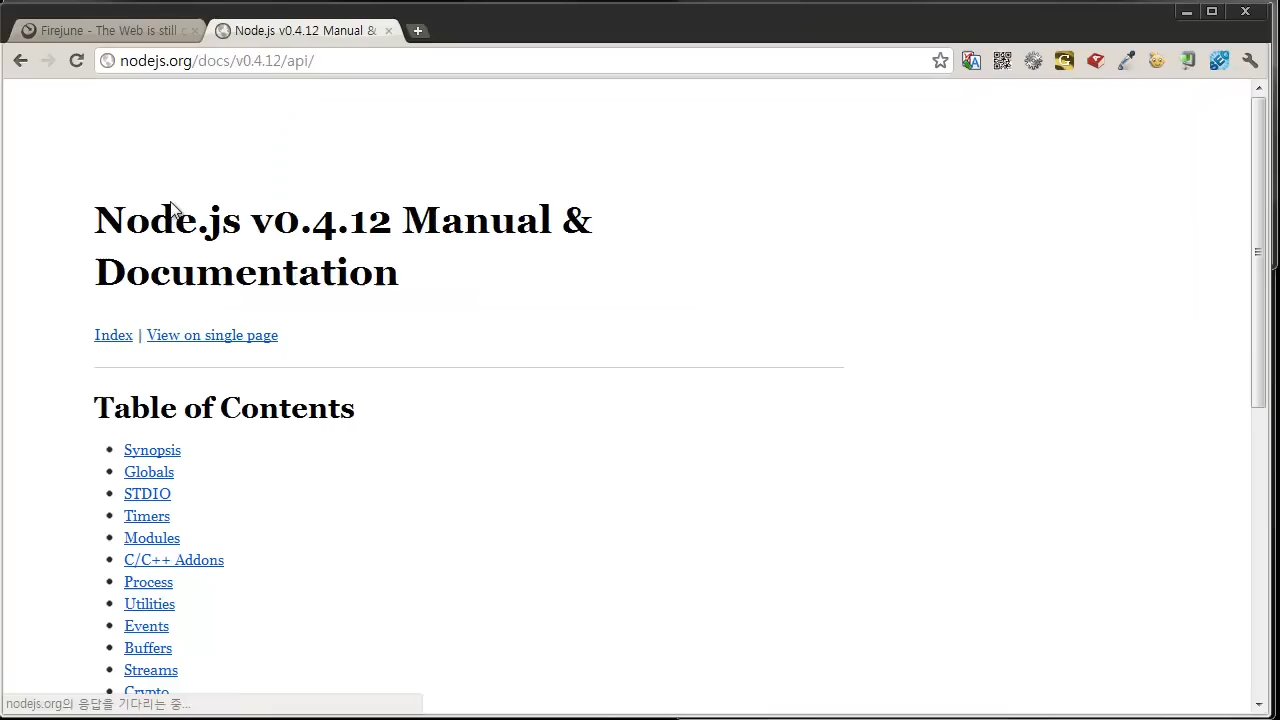 Firejune - The Web is still
Node.js v0.4.12 Manual &
nodejs.org/docs/v0.4.12/api/
Node.js v0.4.12 Manual &
Documentation
Index | View on single page
Table of Contents
Synopsis
Globals
STDIO
Timers
Modules
C/C++ Addons
Process
Utilities
Events
Buffers
Streams
Crypto
nodejs.org의 응답을 기다리는 중...